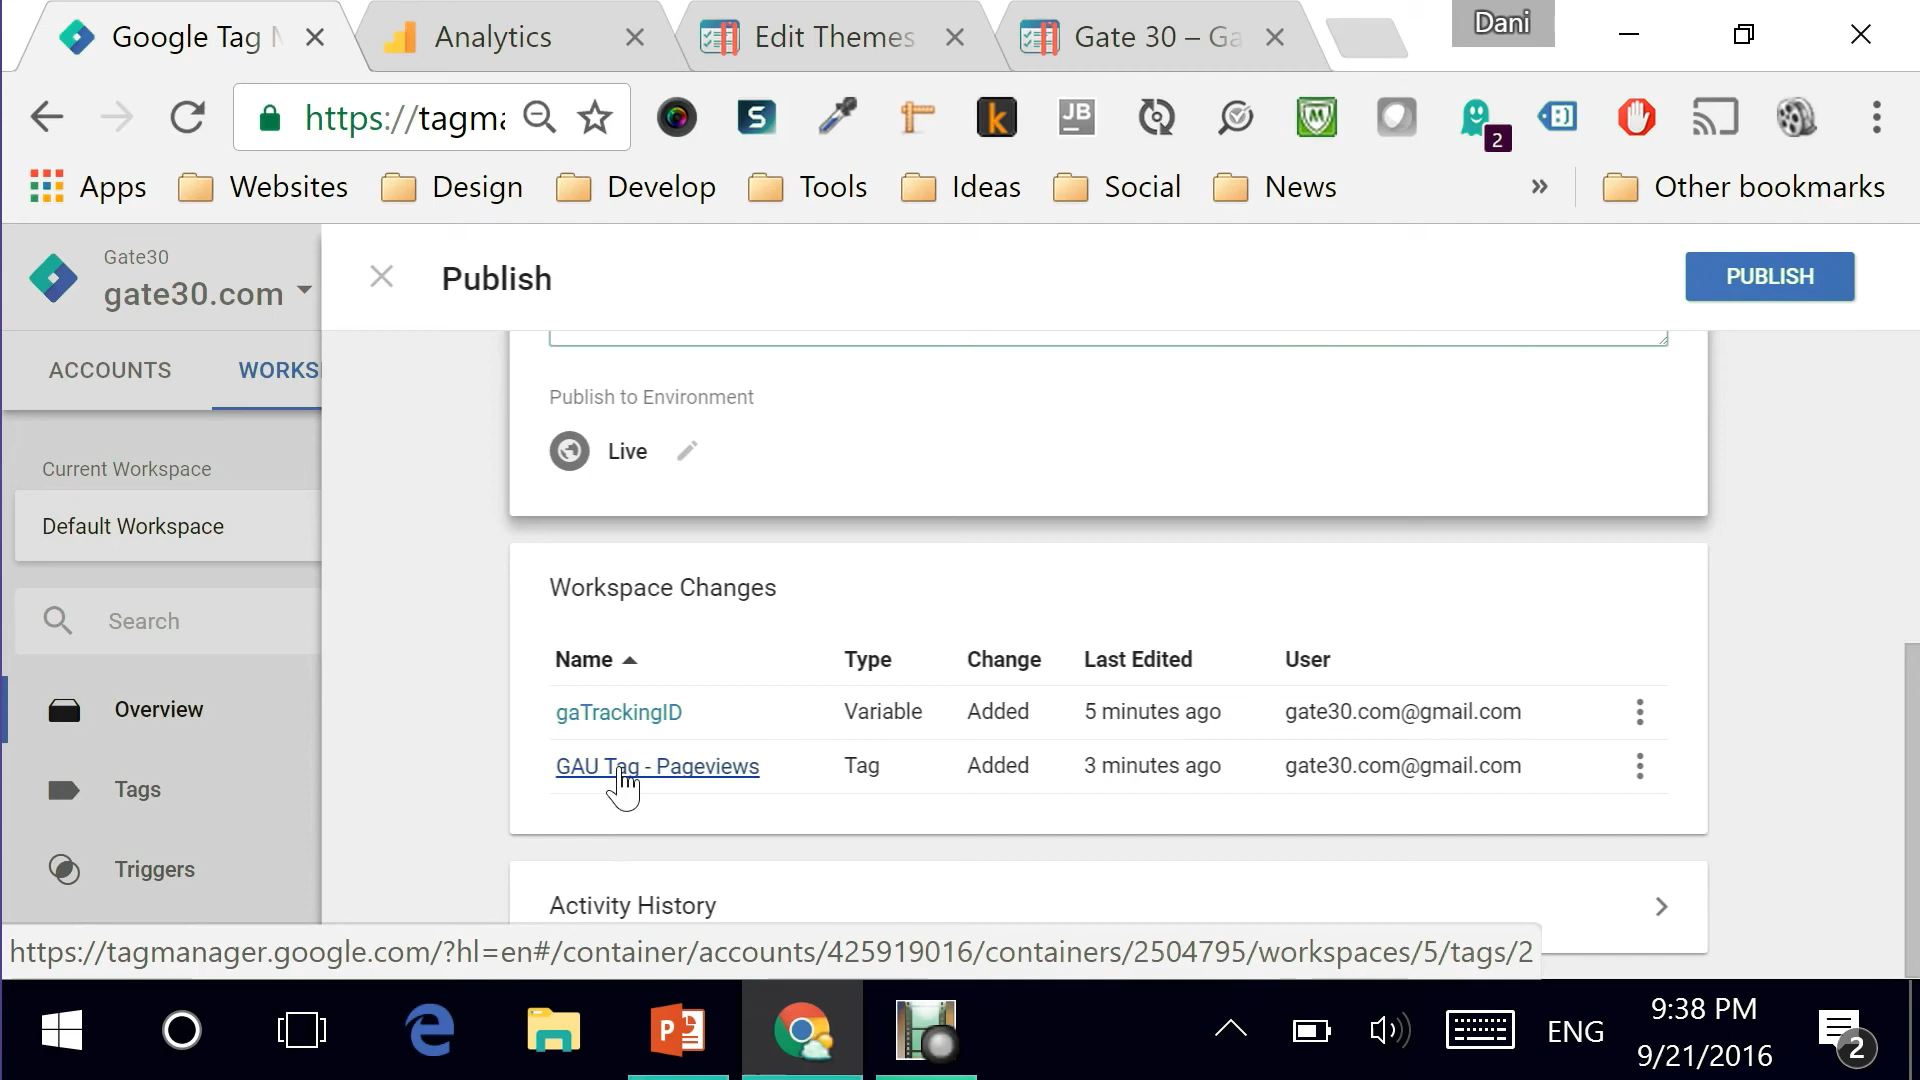 Google Tag
Analytics
Edit Themes
Gate 30 – Ga
Dani
https://tagma
S
k
JB
2
Apps
Websites
Design
Develop
Tools
Ideas
Social
News
»
Other bookmarks
Gate30
gate30.com
Publish
PUBLISH
ACCOUNTS
WORKS
Publish to Environment
Live
Current Workspace
Default Workspace
Workspace Changes
Search
Name Type Change Last Edited User
gaTrackingID Variable Added 5 minutes ago gate30.com@gmail.com
GAU Tag - Pageviews Tag Added 3 minutes ago gate30.com@gmail.com
Overview
Tags
Triggers
Activity History
https://tagmanager.google.com/?hl=en#/container/accounts/425919016/containers/2504795/workspaces/5/tags/2
ENG
9:38 PM
9/21/2016
2